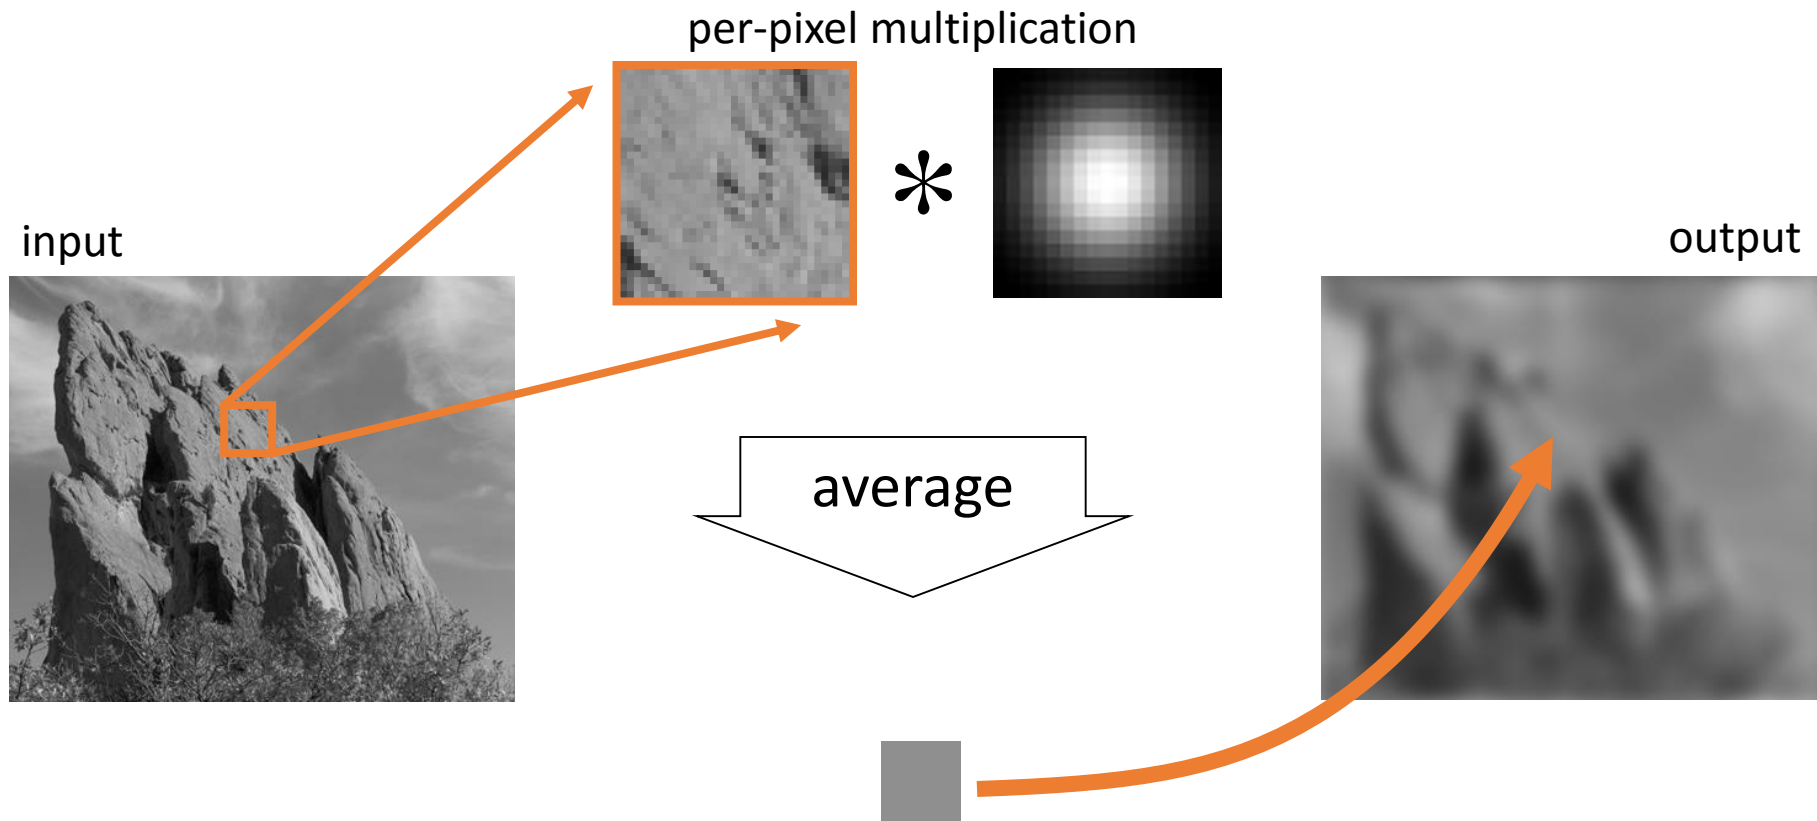 per-pixel multiplication
*
input
output
average